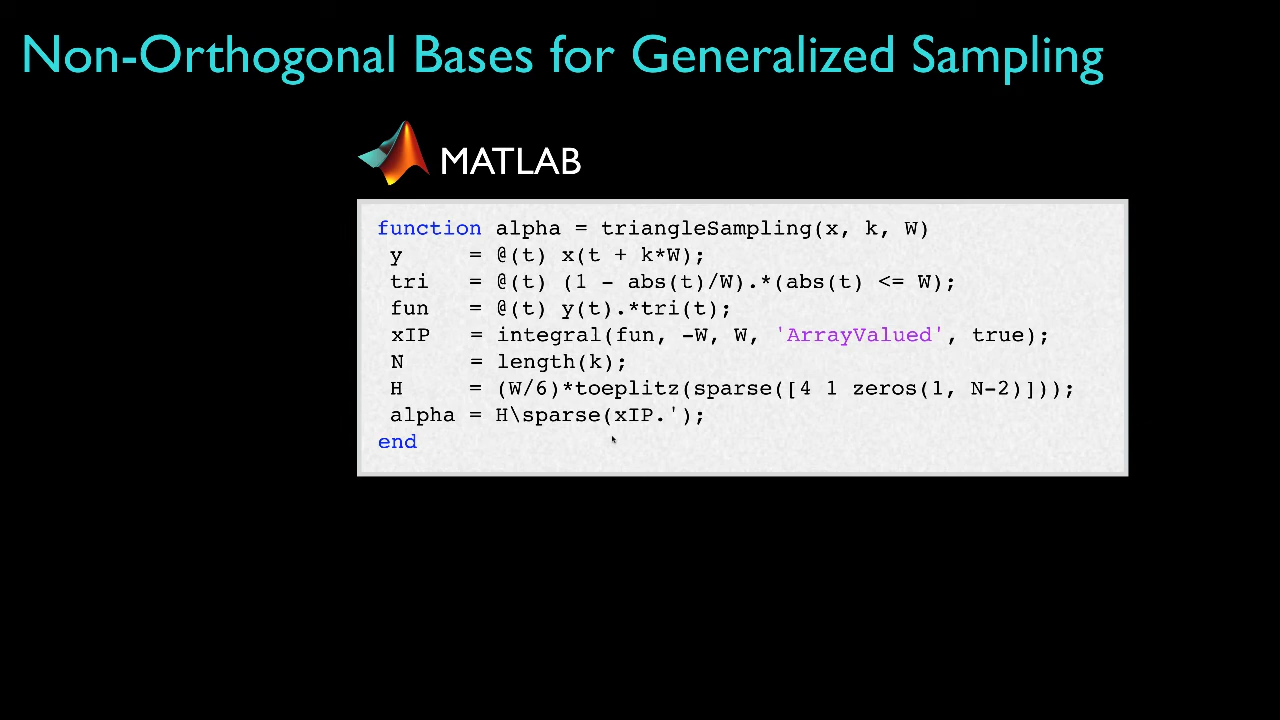 Non-Orthogonal Bases for Generalized Sampling
MATLAB
function alpha = triangleSampling(x, k, W)
y = @(t) x(t + k*W);
tri = @(t) (1 - abs(t)/W).*(abs(t) <= W);
fun = @(t) y(t).*tri(t);
xIP = integral(fun, -W, W, 'ArrayValued', true);
N = length(k);
H = (W/6)*toeplitz(sparse([4 1 zeros(1, N-2)]));
alpha = H\sparse(xIP.');
end